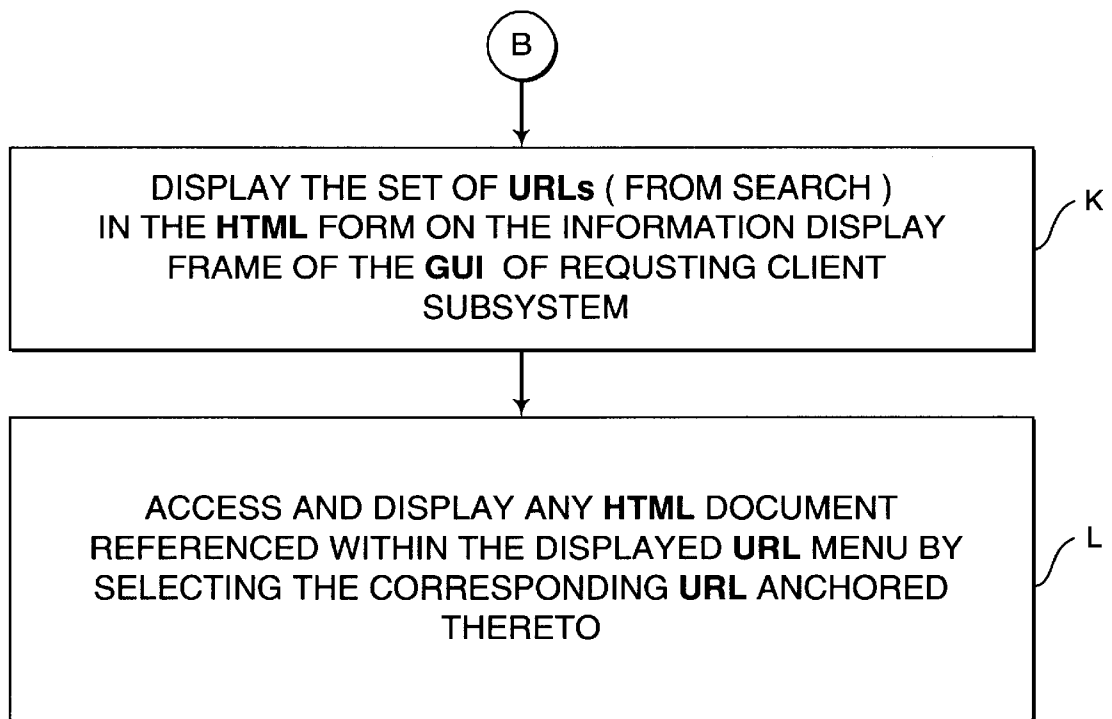 B
DISPLAY THE SET OF URLs ( FROM SEARCH )
IN THE HTML FORM ON THE INFORMATION DISPLAY
FRAME OF THE GUI OF REQUSTING CLIENT
SUBSYSTEM
K
ACCESS AND DISPLAY ANY HTML DOCUMENT
REFERENCED WITHIN THE DISPLAYED URL MENU BY
SELECTING THE CORRESPONDING URL ANCHORED
THERETO
L